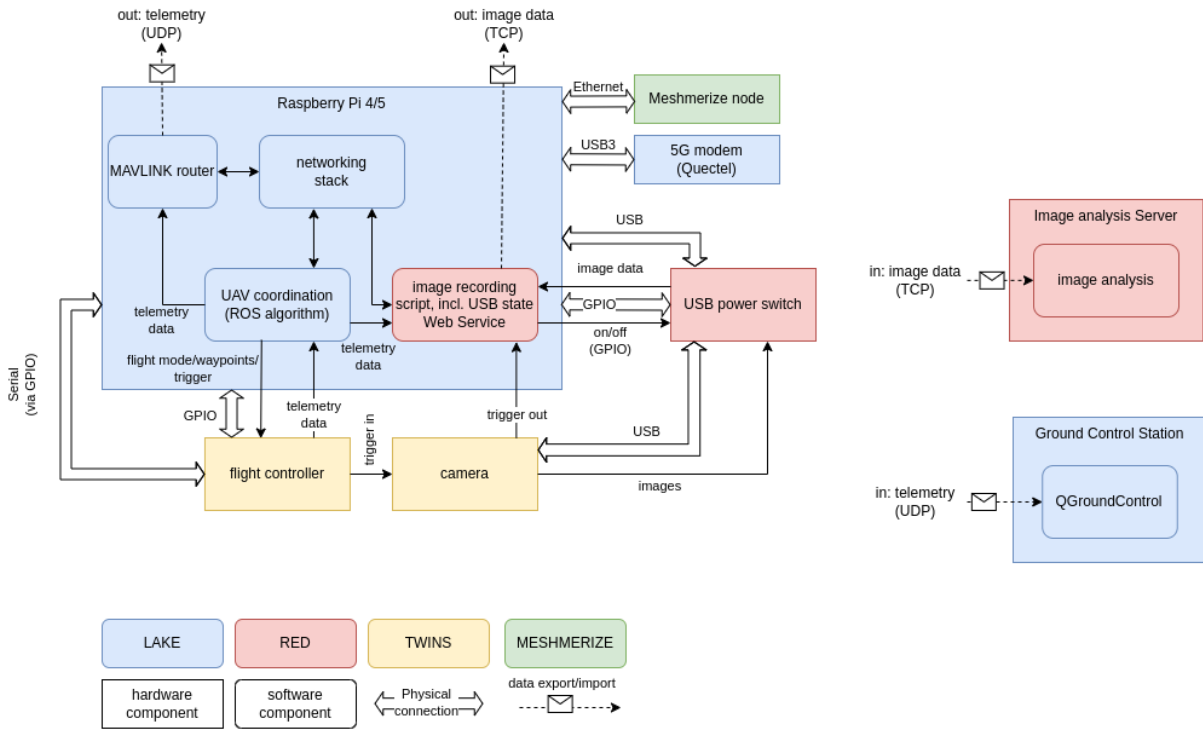 out: telemetry
(UDP)
out: image data
(TCP)
Raspberry Pi 4/5
Ethernet
Meshmerize node
MAVLINK router
networking
stack
USB3
5G modem
(Quectel)
USB
Image analysis Server
image data
in: image data
(TCP)
image analysis
UAV coordination
(ROS algorithm)
image recording
script, incl. USB state
Web Service
GPIO
USB power switch
telemetry
data
telemetry
data
on/off
(GPIO)
flight mode/waypoints/
trigger
Serial
(via GPIO)
GPIO
telemetry
data
trigger in
trigger out
USB
Ground Control Station
flight controller
camera
images
in: telemetry
(UDP)
QGroundControl
LAKE
RED
TWINS
MESHMERIZE
hardware
component
software
component
Physical
connection
data export/import